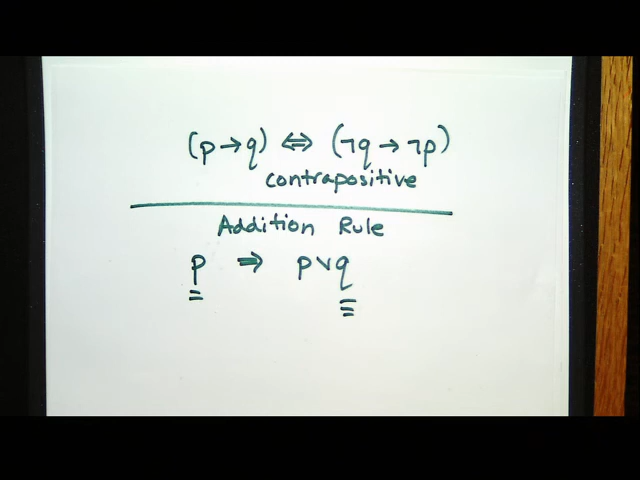 (p → q) ⇔ (¬q → ¬p)
contrapositive
Addition Rule
p ⇒ p∨q